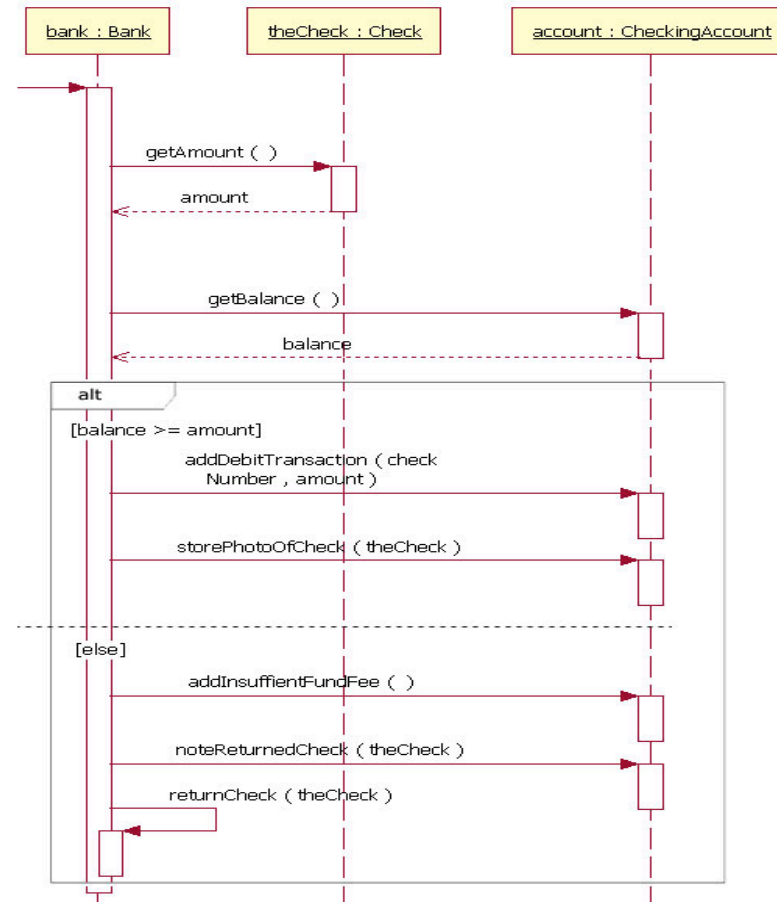 bank : Bank
theCheck : Check
account : CheckingAccount
getAmount ( )
amount
getBalance ( )
balance
alt
[balance >= amount]
addDebitTransaction ( check
Number , amount )
storePhotoOfCheck ( theCheck )
[else]
addInsuffientFundFee ( )
noteReturnedCheck ( theCheck )
returnCheck ( theCheck )